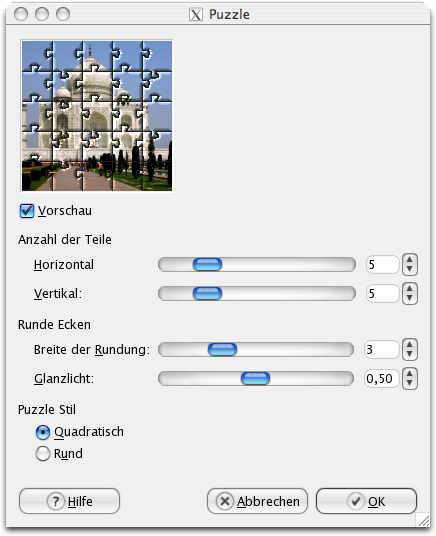 Puzzle
Vorschau
Anzahl der Teile
Horizontal 5
Vertikal: 5
Runde Ecken
Breite der Rundung: 3
Glanzlicht: 0,50
Puzzle Stil
Quadratisch
Rund
Hilfe Abbrechen OK